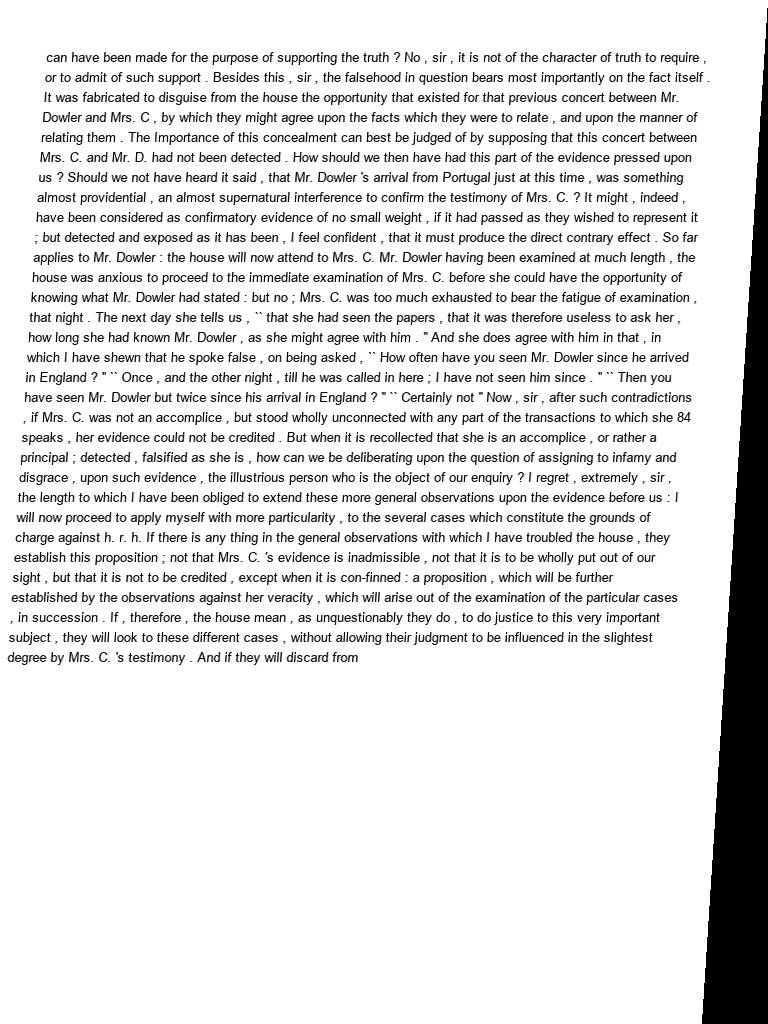 can have been made for the purpose of supporting the truth ? No , sir , it is not of the character of truth to require ,
or to admit of such support . Besides this , sir , the falsehood in question bears most importantly on the fact itself .
It was fabricated to disguise from the house the opportunity that existed for that previous concert between Mr.
Dowler and Mrs. C , by which they might agree upon the facts which they were to relate , and upon the manner of
relating them . The Importance of this concealment can best be judged of by supposing that this concert between
Mrs. C. and Mr. D. had not been detected . How should we then have had this part of the evidence pressed upon
us ? Should we not have heard it said , that Mr. Dowler 's arrival from Portugal just at this time , was something
almost providential , an almost supernatural interference to confirm the testimony of Mrs. C. ? It might , indeed ,
have been considered as confirmatory evidence of no small weight , if it had passed as they wished to represent it
; but detected and exposed as it has been , I feel confident , that it must produce the direct contrary effect . So far
applies to Mr. Dowler : the house will now attend to Mrs. C. Mr. Dowler having been examined at much length , the
house was anxious to proceed to the immediate examination of Mrs. C. before she could have the opportunity of
knowing what Mr. Dowler had stated : but no ; Mrs. C. was too much exhausted to bear the fatigue of examination ,
that night . The next day she tells us , `` that she had seen the papers , that it was therefore useless to ask her ,
how long she had known Mr. Dowler , as she might agree with him . " And she does agree with him in that , in
which I have shewn that he spoke false , on being asked , `` How often have you seen Mr. Dowler since he arrived
in England ? " `` Once , and the other night , till he was called in here ; I have not seen him since . " `` Then you
have seen Mr. Dowler but twice since his arrival in England ? " `` Certainly not " Now , sir , after such contradictions
, if Mrs. C. was not an accomplice , but stood wholly unconnected with any part of the transactions to which she 84
speaks , her evidence could not be credited . But when it is recollected that she is an accomplice , or rather a
principal ; detected , falsified as she is , how can we be deliberating upon the question of assigning to infamy and
disgrace , upon such evidence , the illustrious person who is the object of our enquiry ? I regret , extremely , sir ,
the length to which I have been obliged to extend these more general observations upon the evidence before us : I
will now proceed to apply myself with more particularity , to the several cases which constitute the grounds of
charge against h. r. h. If there is any thing in the general observations with which I have troubled the house , they
establish this proposition ; not that Mrs. C. 's evidence is inadmissible , not that it is to be wholly put out of our
sight , but that it is not to be credited , except when it is con-finned : a proposition , which will be further
established by the observations against her veracity , which will arise out of the examination of the particular cases
, in succession . If , therefore , the house mean , as unquestionably they do , to do justice to this very important
subject , they will look to these different cases , without allowing their judgment to be influenced in the slightest
degree by Mrs. C. 's testimony . And if they will discard from